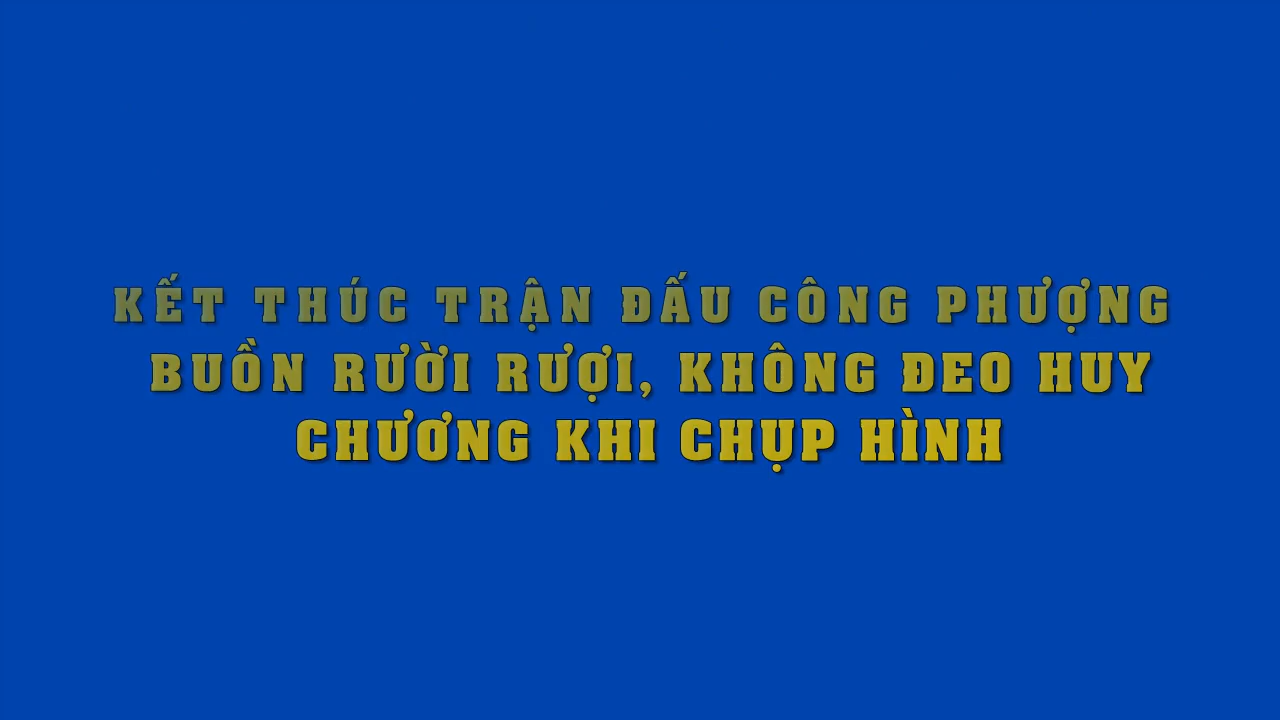 KẾT THÚC TRẬN ĐẤU CÔNG PHƯỢNG
BUỒN RƯỜI RƯỢI, KHÔNG ĐEO HUY
CHƯƠNG KHI CHỤP HÌNH